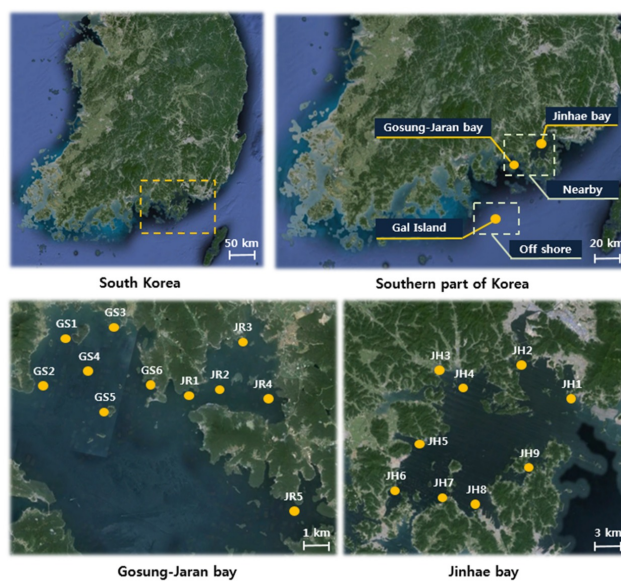 50 km
South Korea
Jinhae bay
Gosung-Jaran bay
Nearby
Gal Island
Off shore
20 km
Southern part of Korea
GS1
GS3
GS4
GS2
GS5
GS6
JR1
JR2
JR3
JR4
JR5
1 km
Gosung-Jaran bay
JH2
JH3
JH4
JH1
JH5
JH9
JH6
JH7
JH8
3 km
Jinhae bay